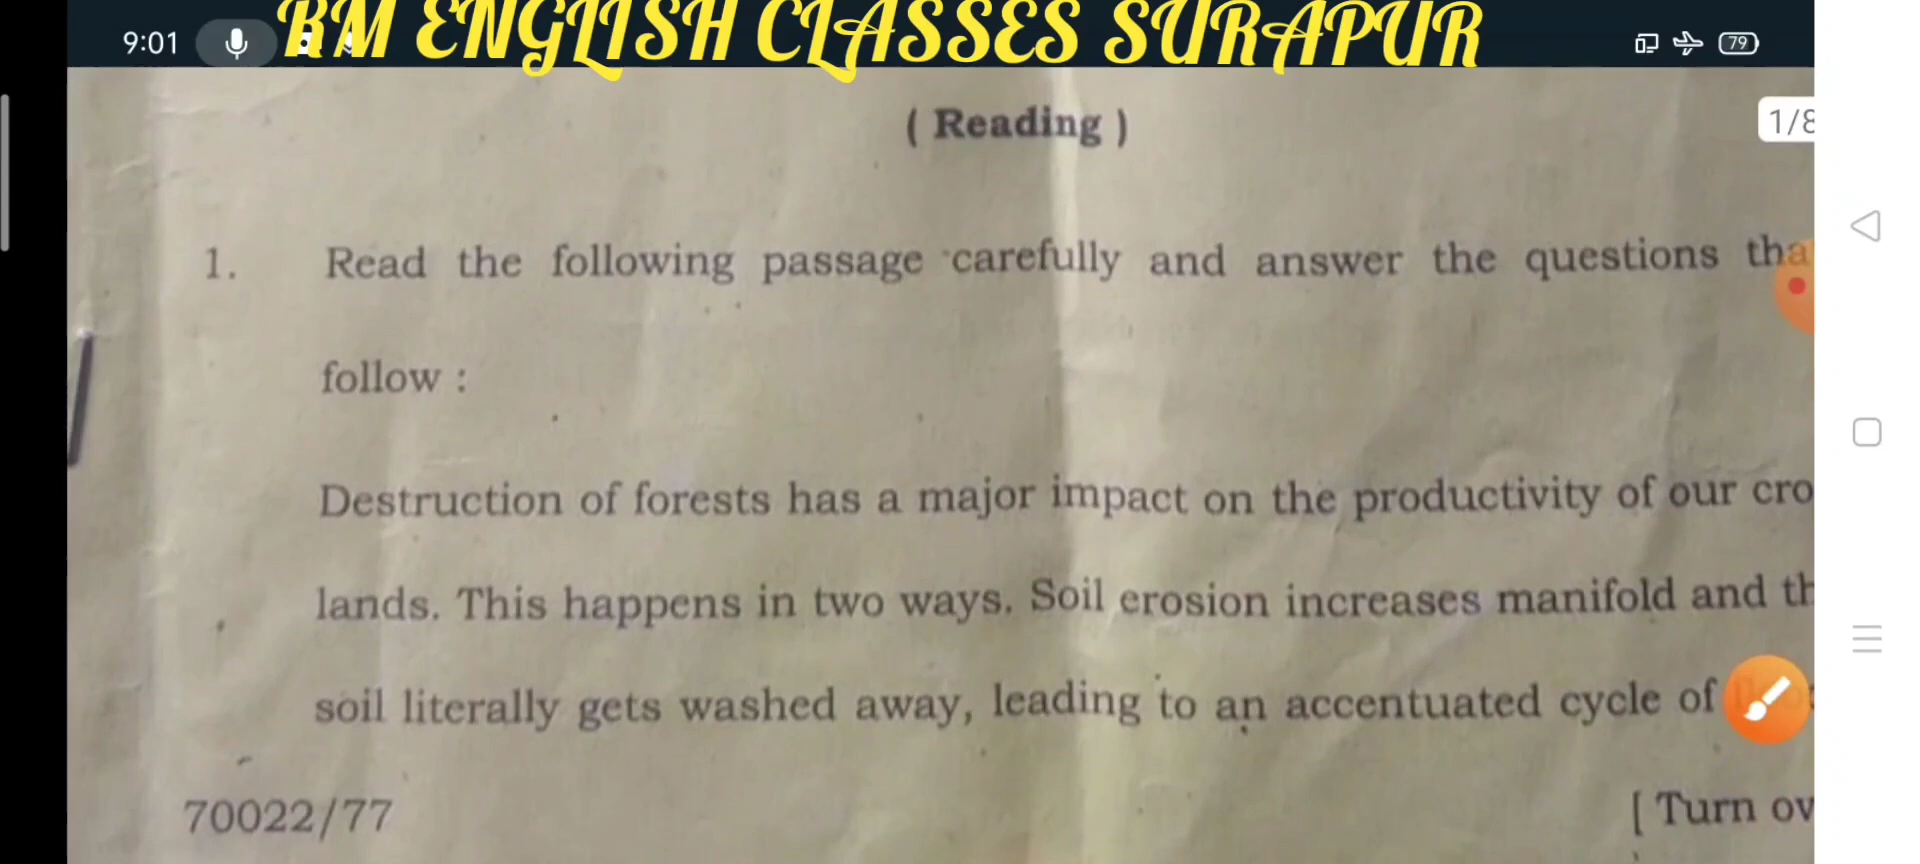 RM ENGLISH CLASSES SURAPUR
9:01
79
( Reading )
1/8
1. Read the following passage carefully and answer the questions tha
follow :
Destruction of forests has a major impact on the productivity of our cro
lands. This happens in two ways. Soil erosion increases manifold and th
soil literally gets washed away, leading to an accentuated cycle of
70022/77
[ Turn ov